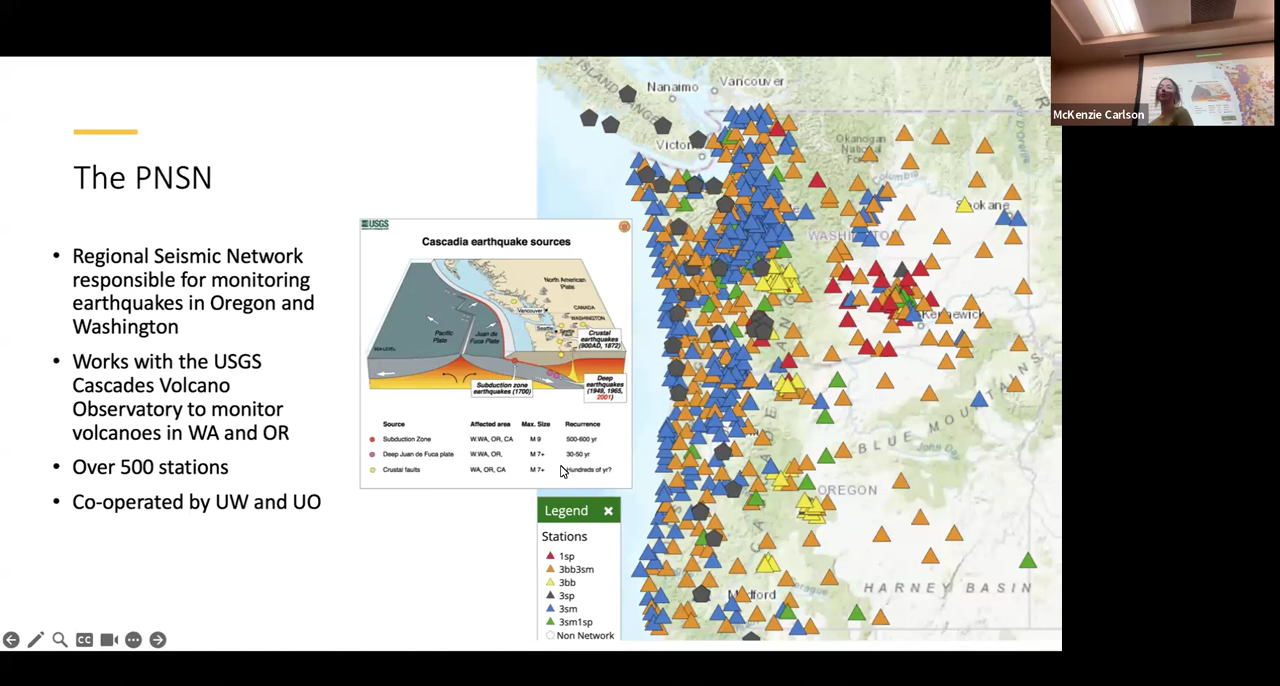 The PNSN
• Regional Seismic Network
responsible for monitoring
earthquakes in Oregon and
Washington
• Works with the USGS
Cascades Volcano
Observatory to monitor
volcanoes in WA and OR
• Over 500 stations
• Co-operated by UW and UO
USGS
Cascadia earthquake sources
North American
Plate
CANADA
WASHINGTON
Vancouver
Seattle
Pacific
Plate
Juan de
Fuca Plate
SEA LEVEL
Crustal
earthquakes
(900AD, 1872)
Subduction zone
earthquakes (1700)
Deep
earthquakes
(1949, 1965,
2001)
Source Affected area Max. Size Recurrence
Subduction Zone W.WA, OR, CA M 9 500-600 yr
Deep Juan de Fuca plate W.WA, OR, M 7+ 30-50 yr
Crustal faults WA, OR, CA M 7+ Hundreds of yr?
Legend ×
Stations
1sp
3bb3sm
3bb
3sp
3sm
3sm1sp
Non Network
Nanaimo
Vancouver
Okanogan
National
Columbia
WASHINGTON
BLUE MOUNTAINS
John Day
OREGON
HARNEY BASIN
CC
McKenzie Carlson